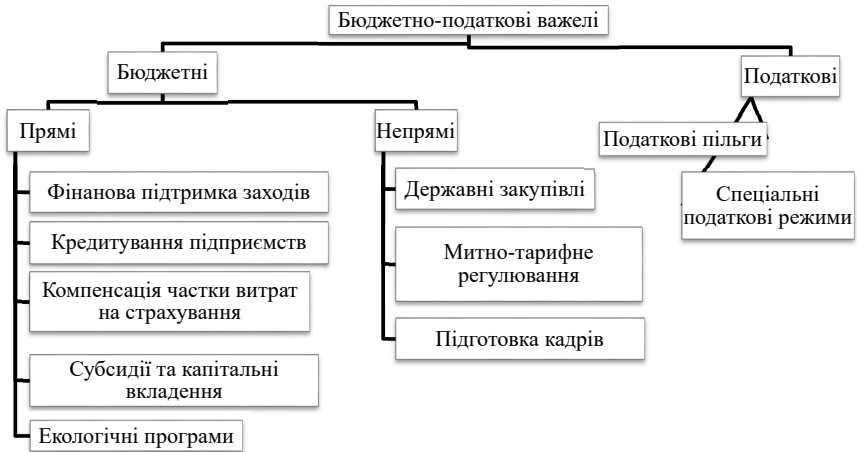 Бюджетно-податкові важелі
Бюджетні
Податкові
Прямі
Непрямі
Податкові пільги
Фінанова підтримка заходів
Державні закупівлі
Спеціальні
податкові режими
Кредитування підприємств
Митно-тарифне
регулювання
Компенсація частки витрат
на страхування
Підготовка кадрів
Субсидії та капітальні
вкладення
Екологічні програми